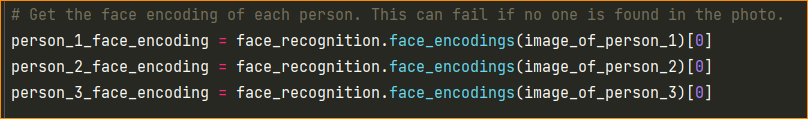 # Get the face encoding of each person. This can fail if no one is found in the photo.
person_1_face_encoding = face_recognition.face_encodings(image_of_person_1)[0]
person_2_face_encoding = face_recognition.face_encodings(image_of_person_2)[0]
person_3_face_encoding = face_recognition.face_encodings(image_of_person_3)[0]